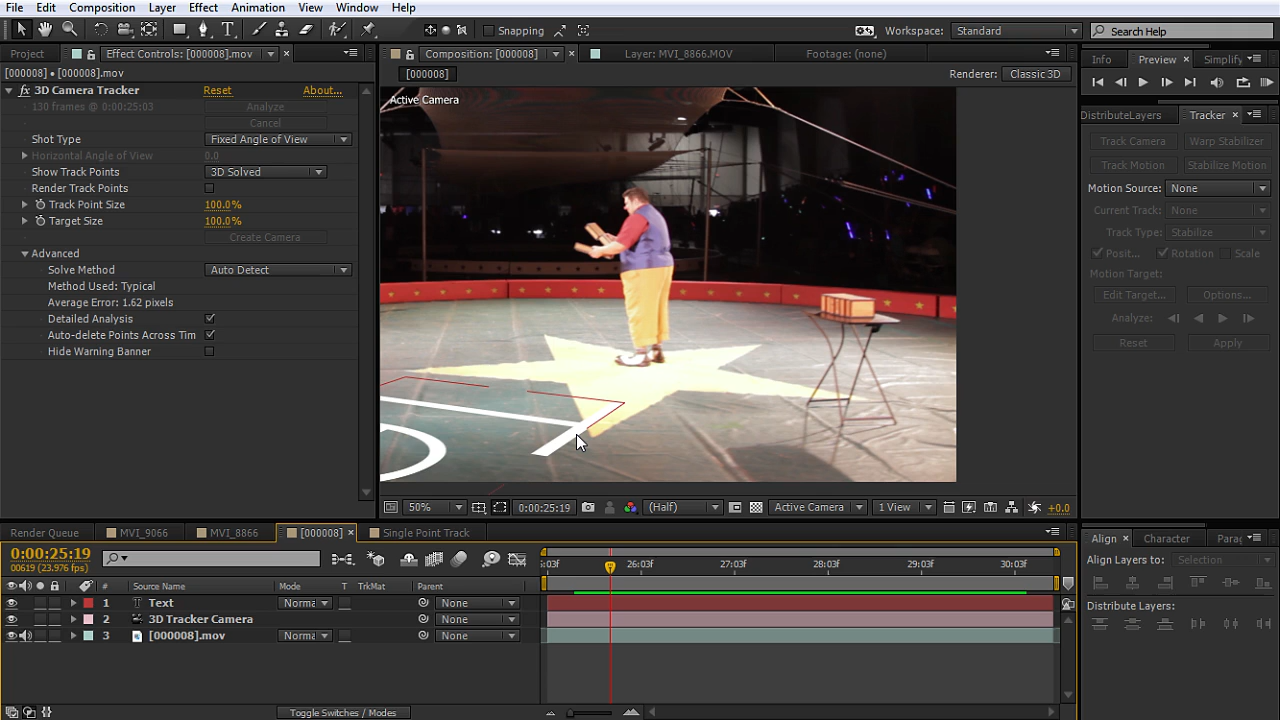 File Edit Composition Layer Effect Animation View Window Help
Snapping Workspace: Standard Search Help
Project Effect Controls: [000008].mov
[000008] • [000008].mov
fx 3D Camera Tracker Reset About...
130 frames @ 0:00:25:03 Analyze
Cancel
Shot Type Fixed Angle of View
Horizontal Angle of View 0.0
Show Track Points 3D Solved
Render Track Points
Track Point Size 100.0%
Target Size 100.0%
Create Camera
Advanced
Solve Method Auto Detect
Method Used: Typical
Average Error: 1.62 pixels
Detailed Analysis
Auto-delete Points Across Tim
Hide Warning Banner
Composition: [000008] Layer: MVI_8866.MOV Footage: (none)
[000008] Renderer: Classic 3D
Active Camera
50% 0:00:25:19 (Half) Active Camera 1 View +0.0
Info Preview Simplify
DistributeLayers Tracker
Track Camera Warp Stabilizer
Track Motion Stabilize Motion
Motion Source: None
Current Track: None
Track Type: Stabilize
Posit... Rotation Scale
Motion Target:
Edit Target... Options...
Analyze:
Reset Apply
Render Queue MVI_9066 MVI_8866 [000008] Single Point Track
0:00:25:19
00619 (23.976 fps)
5:03f 26:03f 27:03f 28:03f 29:03f 30:03f
# Source Name Mode T TrkMat Parent
1 T Text Norma None
2 3D Tracker Camera None
3 [000008].mov Norma None
Toggle Switches / Modes
Align Character Parag
Align Layers to: Selection
Distribute Layers: